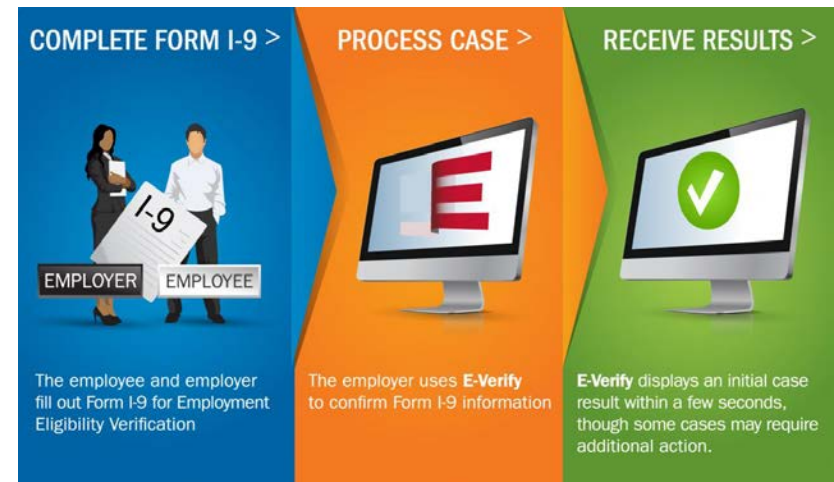 COMPLETE FORM I-9 >
I-9
EMPLOYER
EMPLOYEE
The employee and employer
fill out Form I-9 for Employment
Eligibility Verification
PROCESS CASE >
E
The employer uses E-Verify
to confirm Form I-9 information
RECEIVE RESULTS >
E-Verify displays an initial case
result within a few seconds,
though some cases may require
additional action.